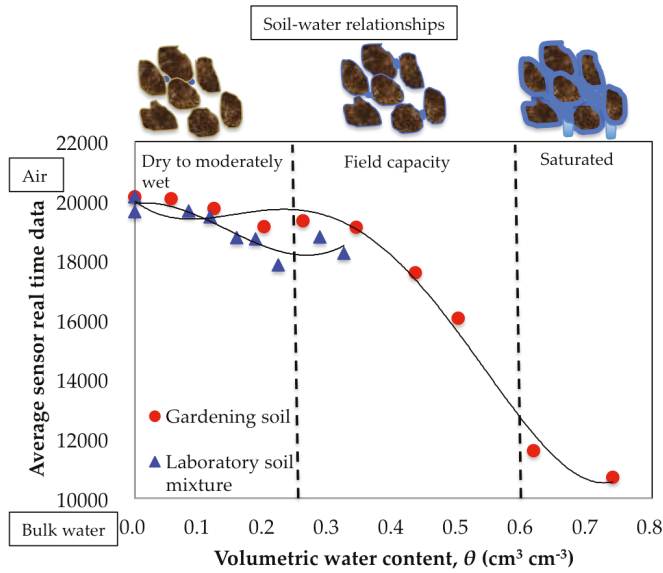 Soil-water relationships
22000
Air
Dry to moderately
wet
Field capacity
Saturated
20000
18000
16000
14000
12000
10000
Average sensor real time data
Gardening soil
Laboratory soil
mixture
Bulk water
0.0 0.1 0.2 0.3 0.4 0.5 0.6 0.7 0.8
Volumetric water content, θ (cm³ cm⁻³)